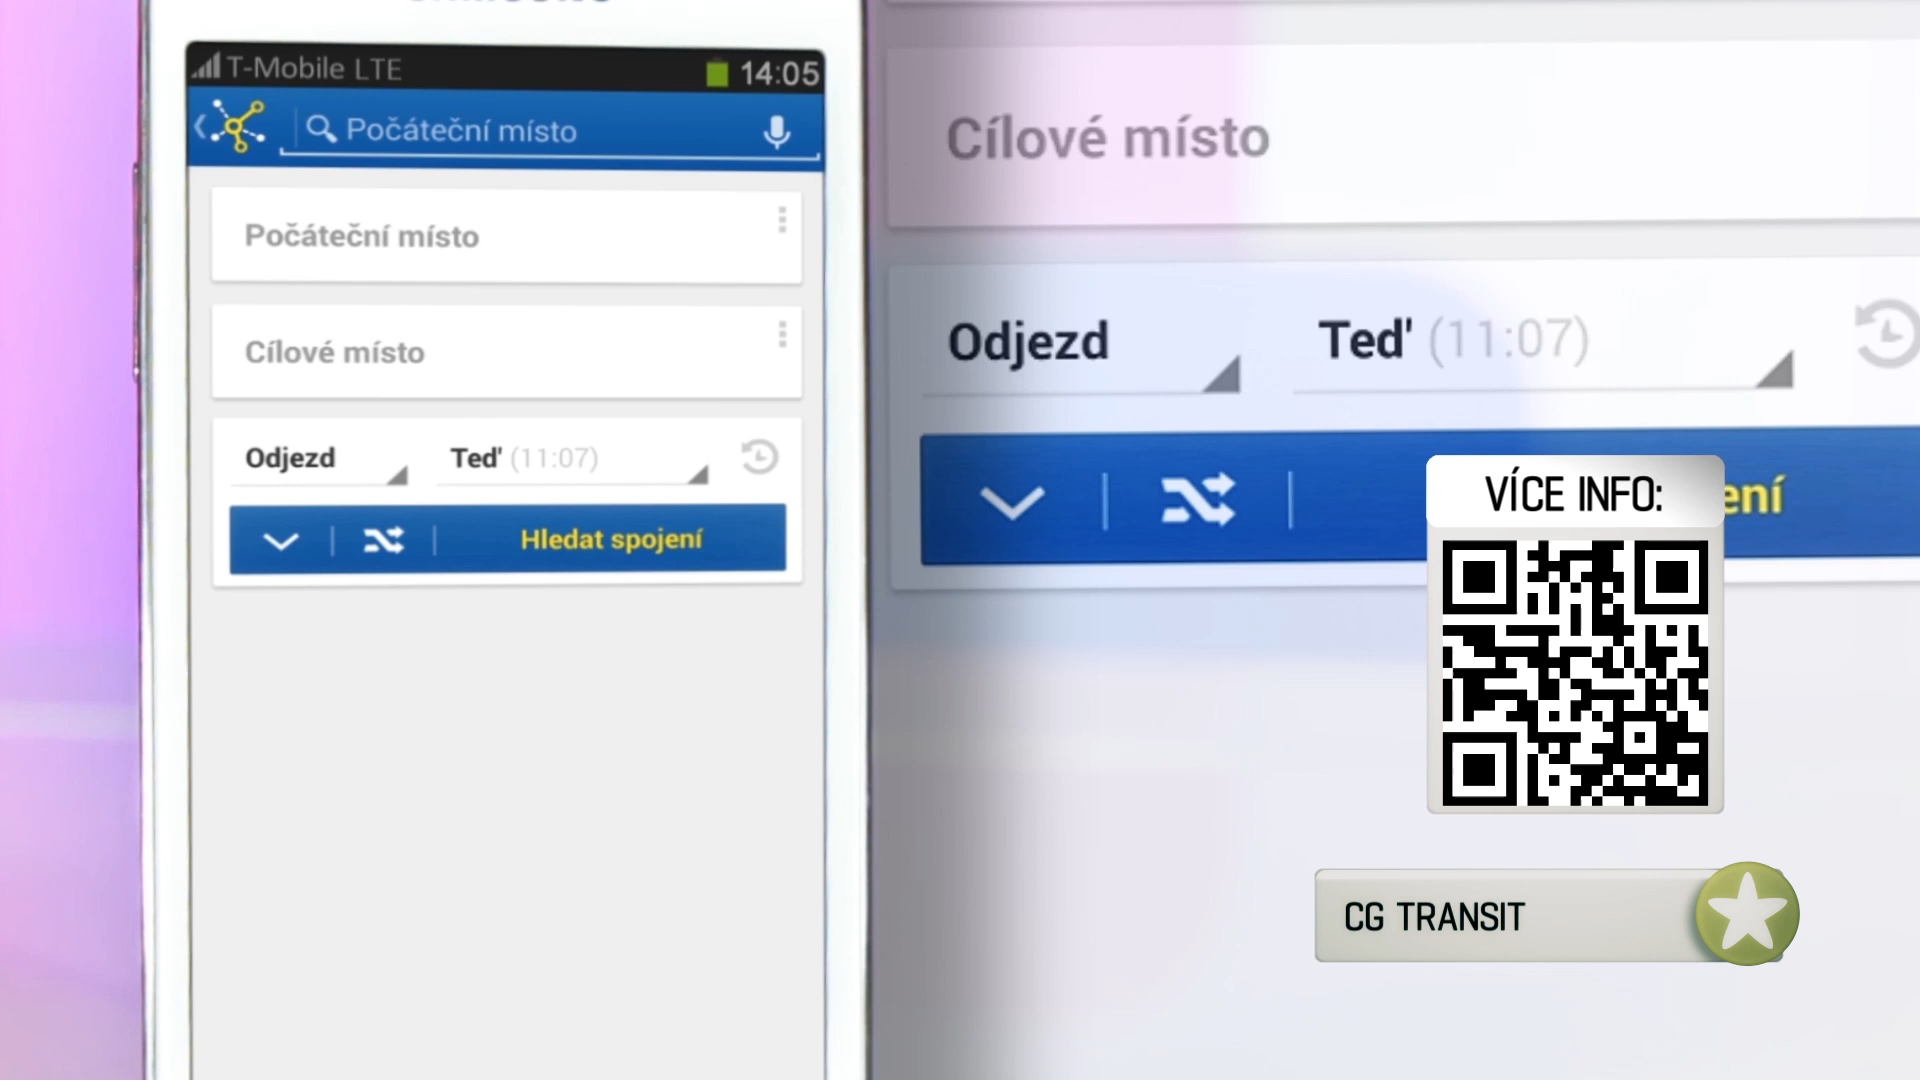 T-Mobile LTE 14:05
Počáteční místo
Počáteční místo
Cílové místo
Odjezd Teď (11:07)
Hledat spojení
Cílové místo
Odjezd Teď (11:07)
ení
VÍCE INFO:
CG TRANSIT